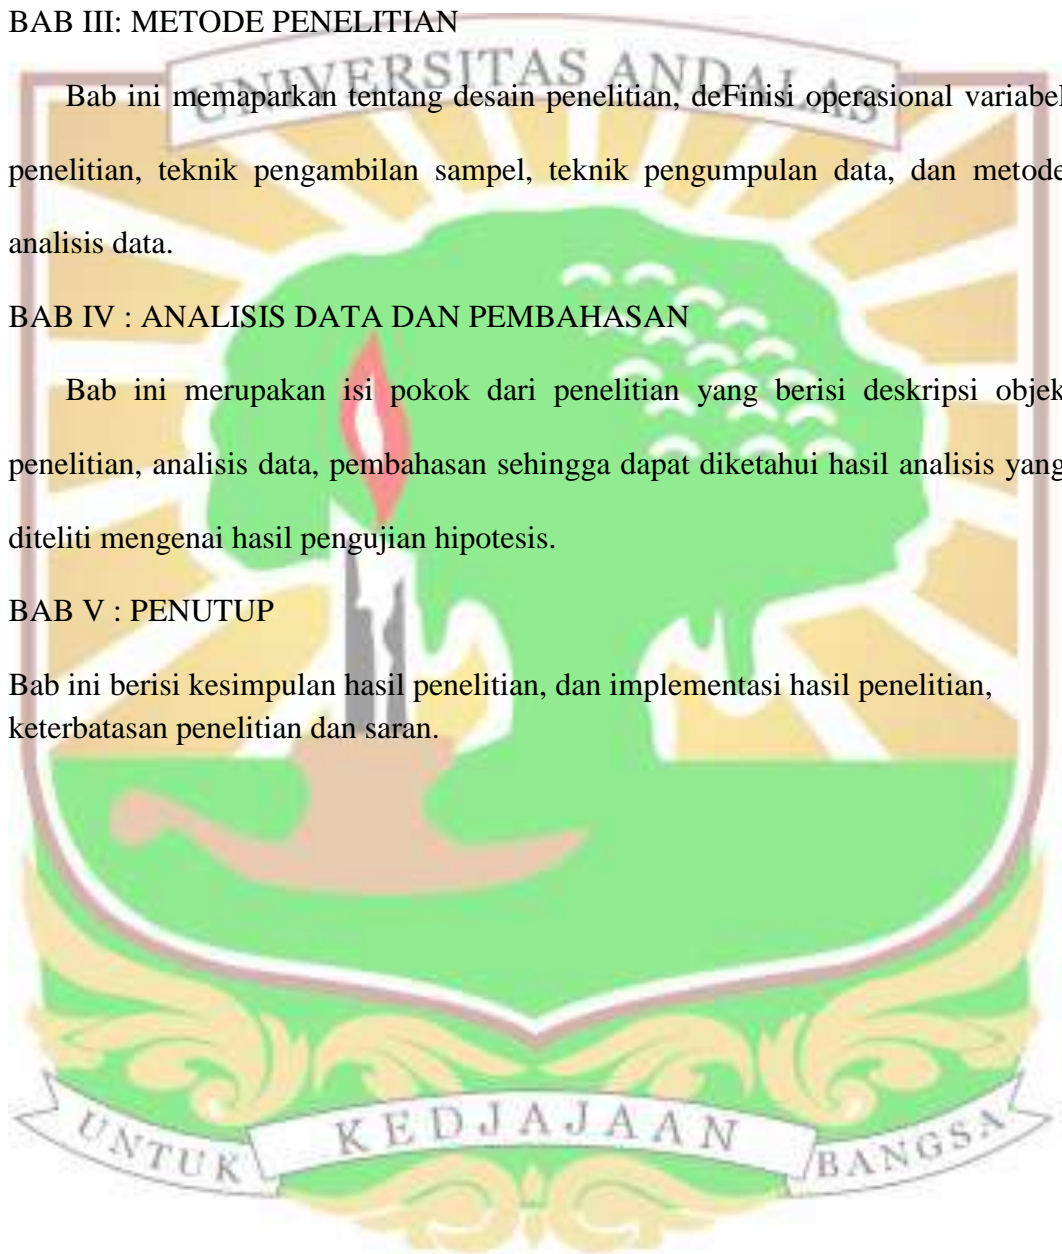 BAB III: METODE PENELITIAN
UNIVERSITAS ANDALAS
Bab ini memaparkan tentang desain penelitian, deFinisi operasional variabel
penelitian, teknik pengambilan sampel, teknik pengumpulan data, dan metode
analisis data.
BAB IV : ANALISIS DATA DAN PEMBAHASAN
Bab ini merupakan isi pokok dari penelitian yang berisi deskripsi objek
penelitian, analisis data, pembahasan sehingga dapat diketahui hasil analisis yang
diteliti mengenai hasil pengujian hipotesis.
BAB V : PENUTUP
Bab ini berisi kesimpulan hasil penelitian, dan implementasi hasil penelitian,
keterbatasan penelitian dan saran.
UNTUK KEDJAJAAN BANGSA